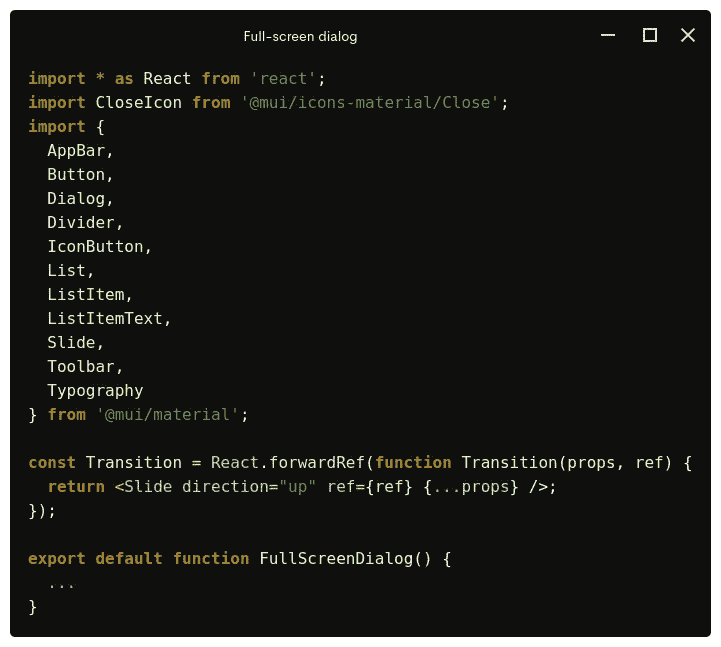 Full-screen dialog
import * as React from 'react';
import CloseIcon from '@mui/icons-material/Close';
import {
  AppBar,
  Button,
  Dialog,
  Divider,
  IconButton,
  List,
  ListItem,
  ListItemText,
  Slide,
  Toolbar,
  Typography
} from '@mui/material';

const Transition = React.forwardRef(function Transition(props, ref) {
  return <Slide direction="up" ref={ref} {...props} />;
});

export default function FullScreenDialog() {
  ...
}